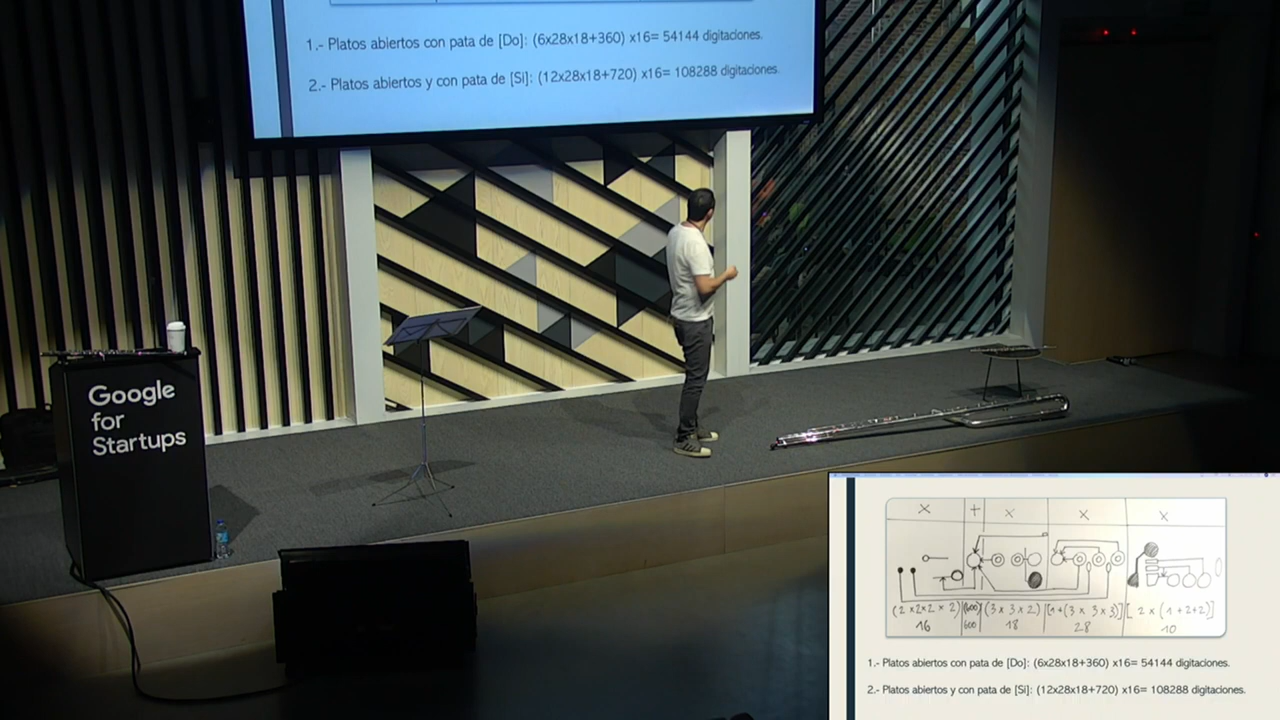 1.- Platos abiertos con pata de [Do]: (6x28x18+360) x16= 54144 digitaciones.
2.- Platos abiertos y con pata de [Si]: (12x28x18+720) x16= 108288 digitaciones.
Google
for
Startups
x + x x x
(2 x 2 x 2 x 2) (600) (3 x 3 x 2) [1+(3 x 3 x 3)] [2 x (1+2+2)]
16 600 18 28 10
1.- Platos abiertos con pata de [Do]: (6x28x18+360) x16= 54144 digitaciones.
2.- Platos abiertos y con pata de [Si]: (12x28x18+720) x16= 108288 digitaciones.